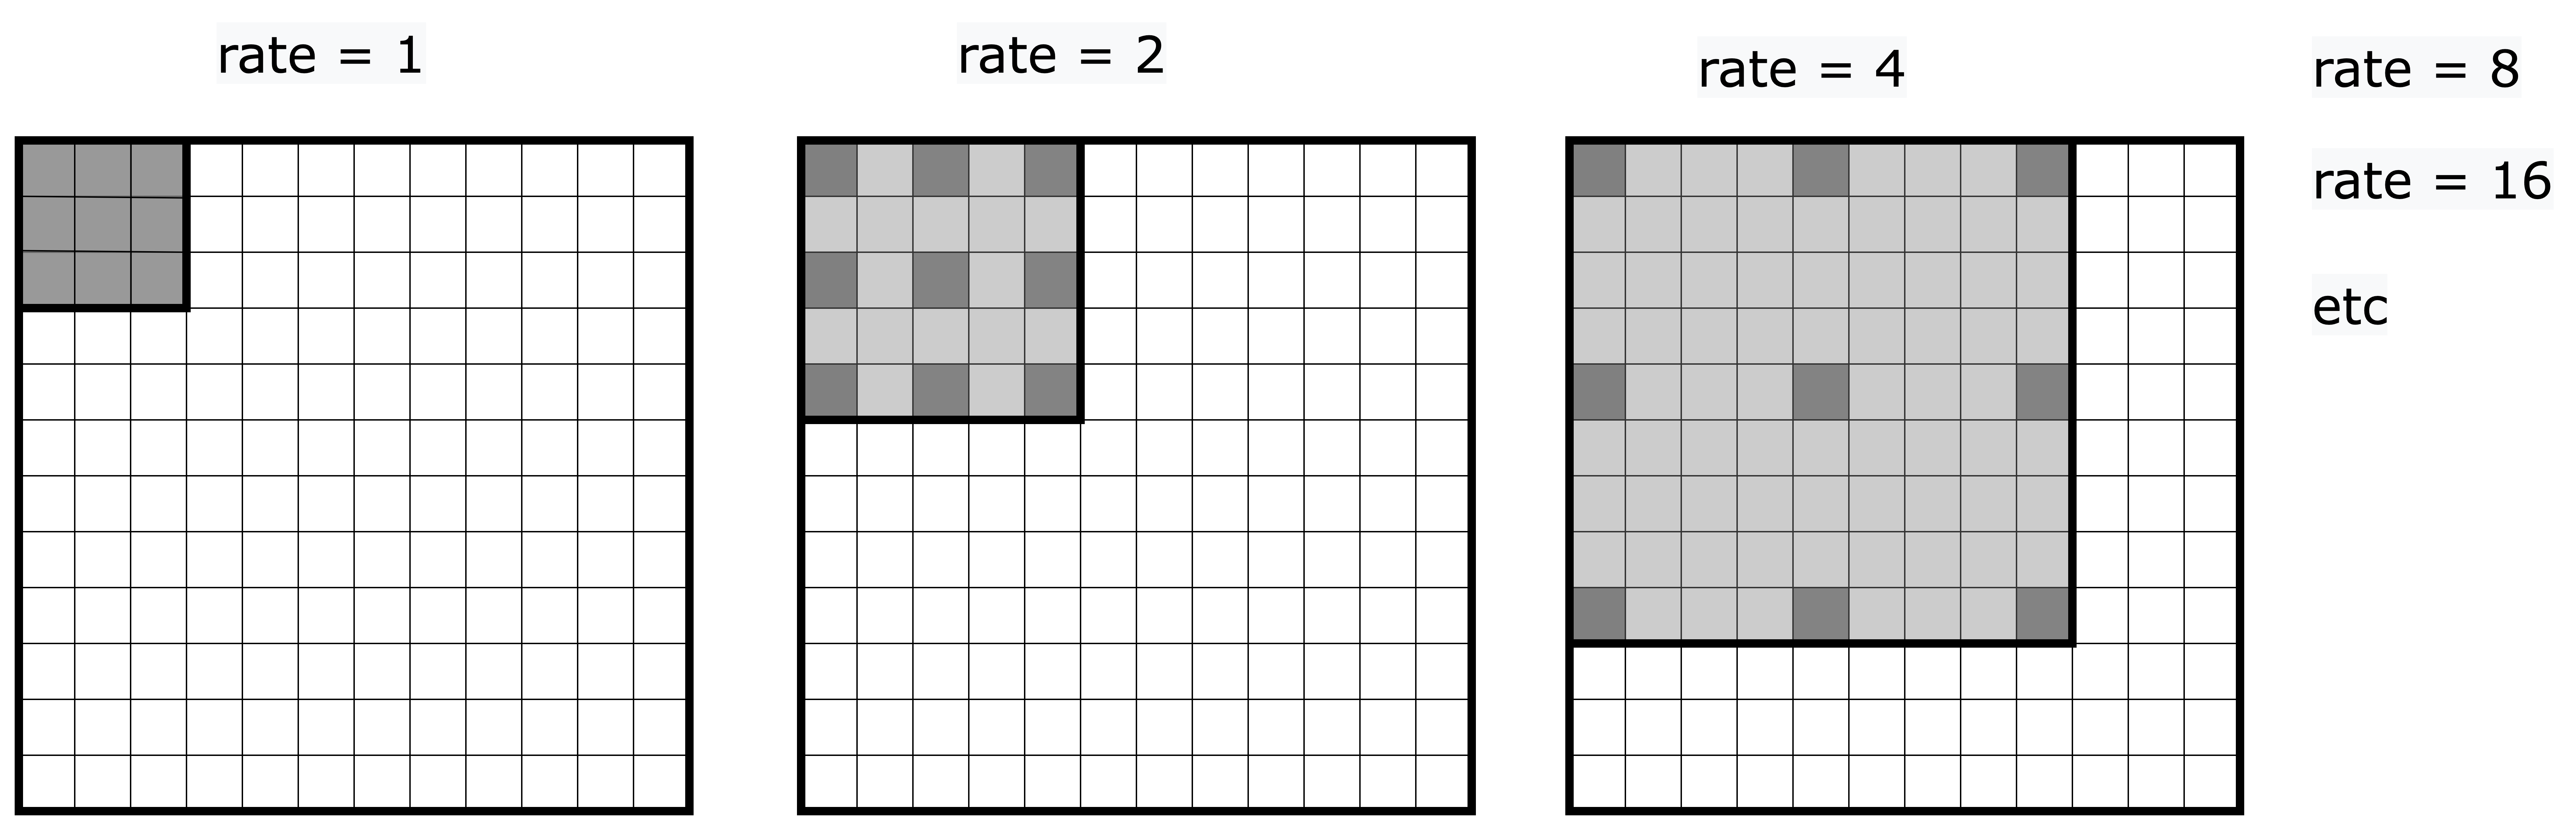 rate = 1
rate = 2
rate = 4
rate = 8
rate = 16
etc